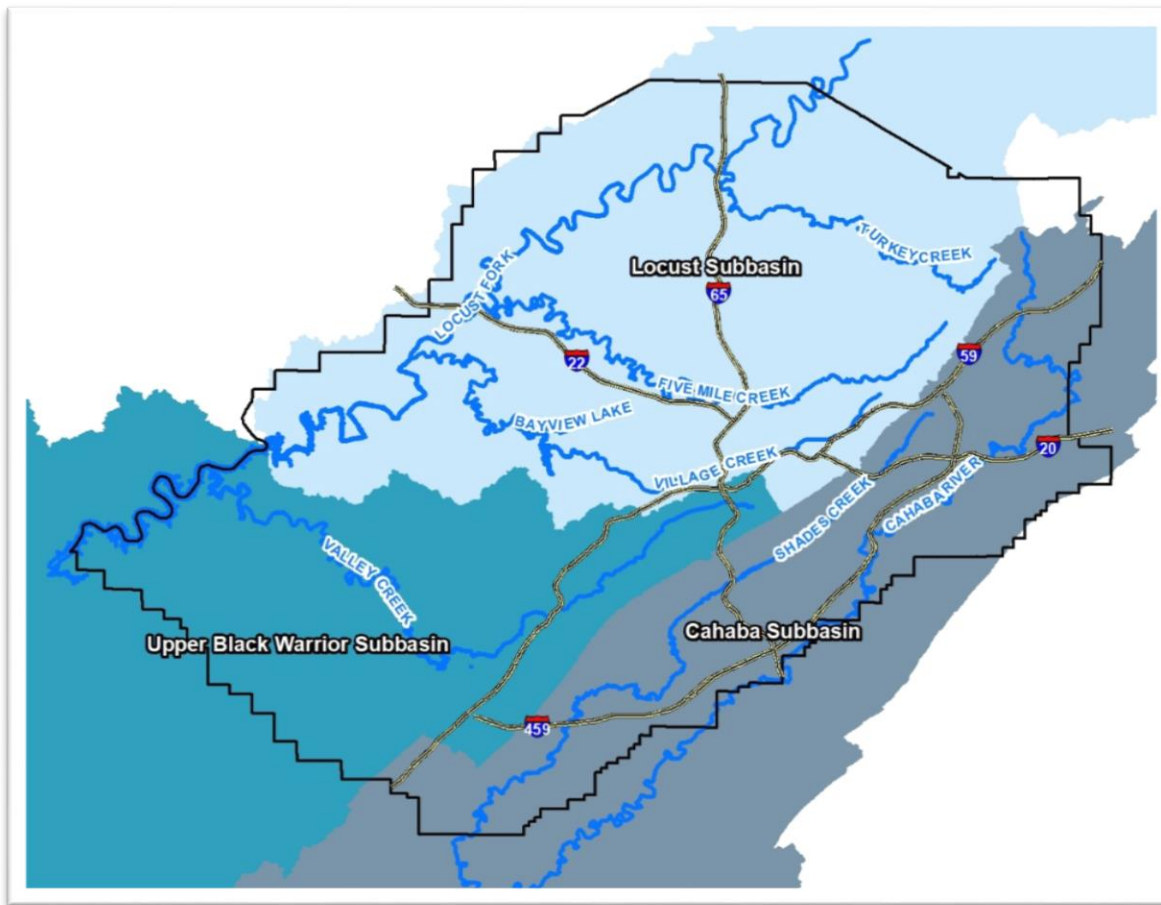 TURKEY CREEK
Locust Subbasin
LOCUST FORK
65
22
59
FIVE MILE CREEK
BAYVIEW LAKE
VILLAGE CREEK
20
SHADES CREEK
CAHABA RIVER
VALLEY CREEK
Upper Black Warrior Subbasin
Cahaba Subbasin
459